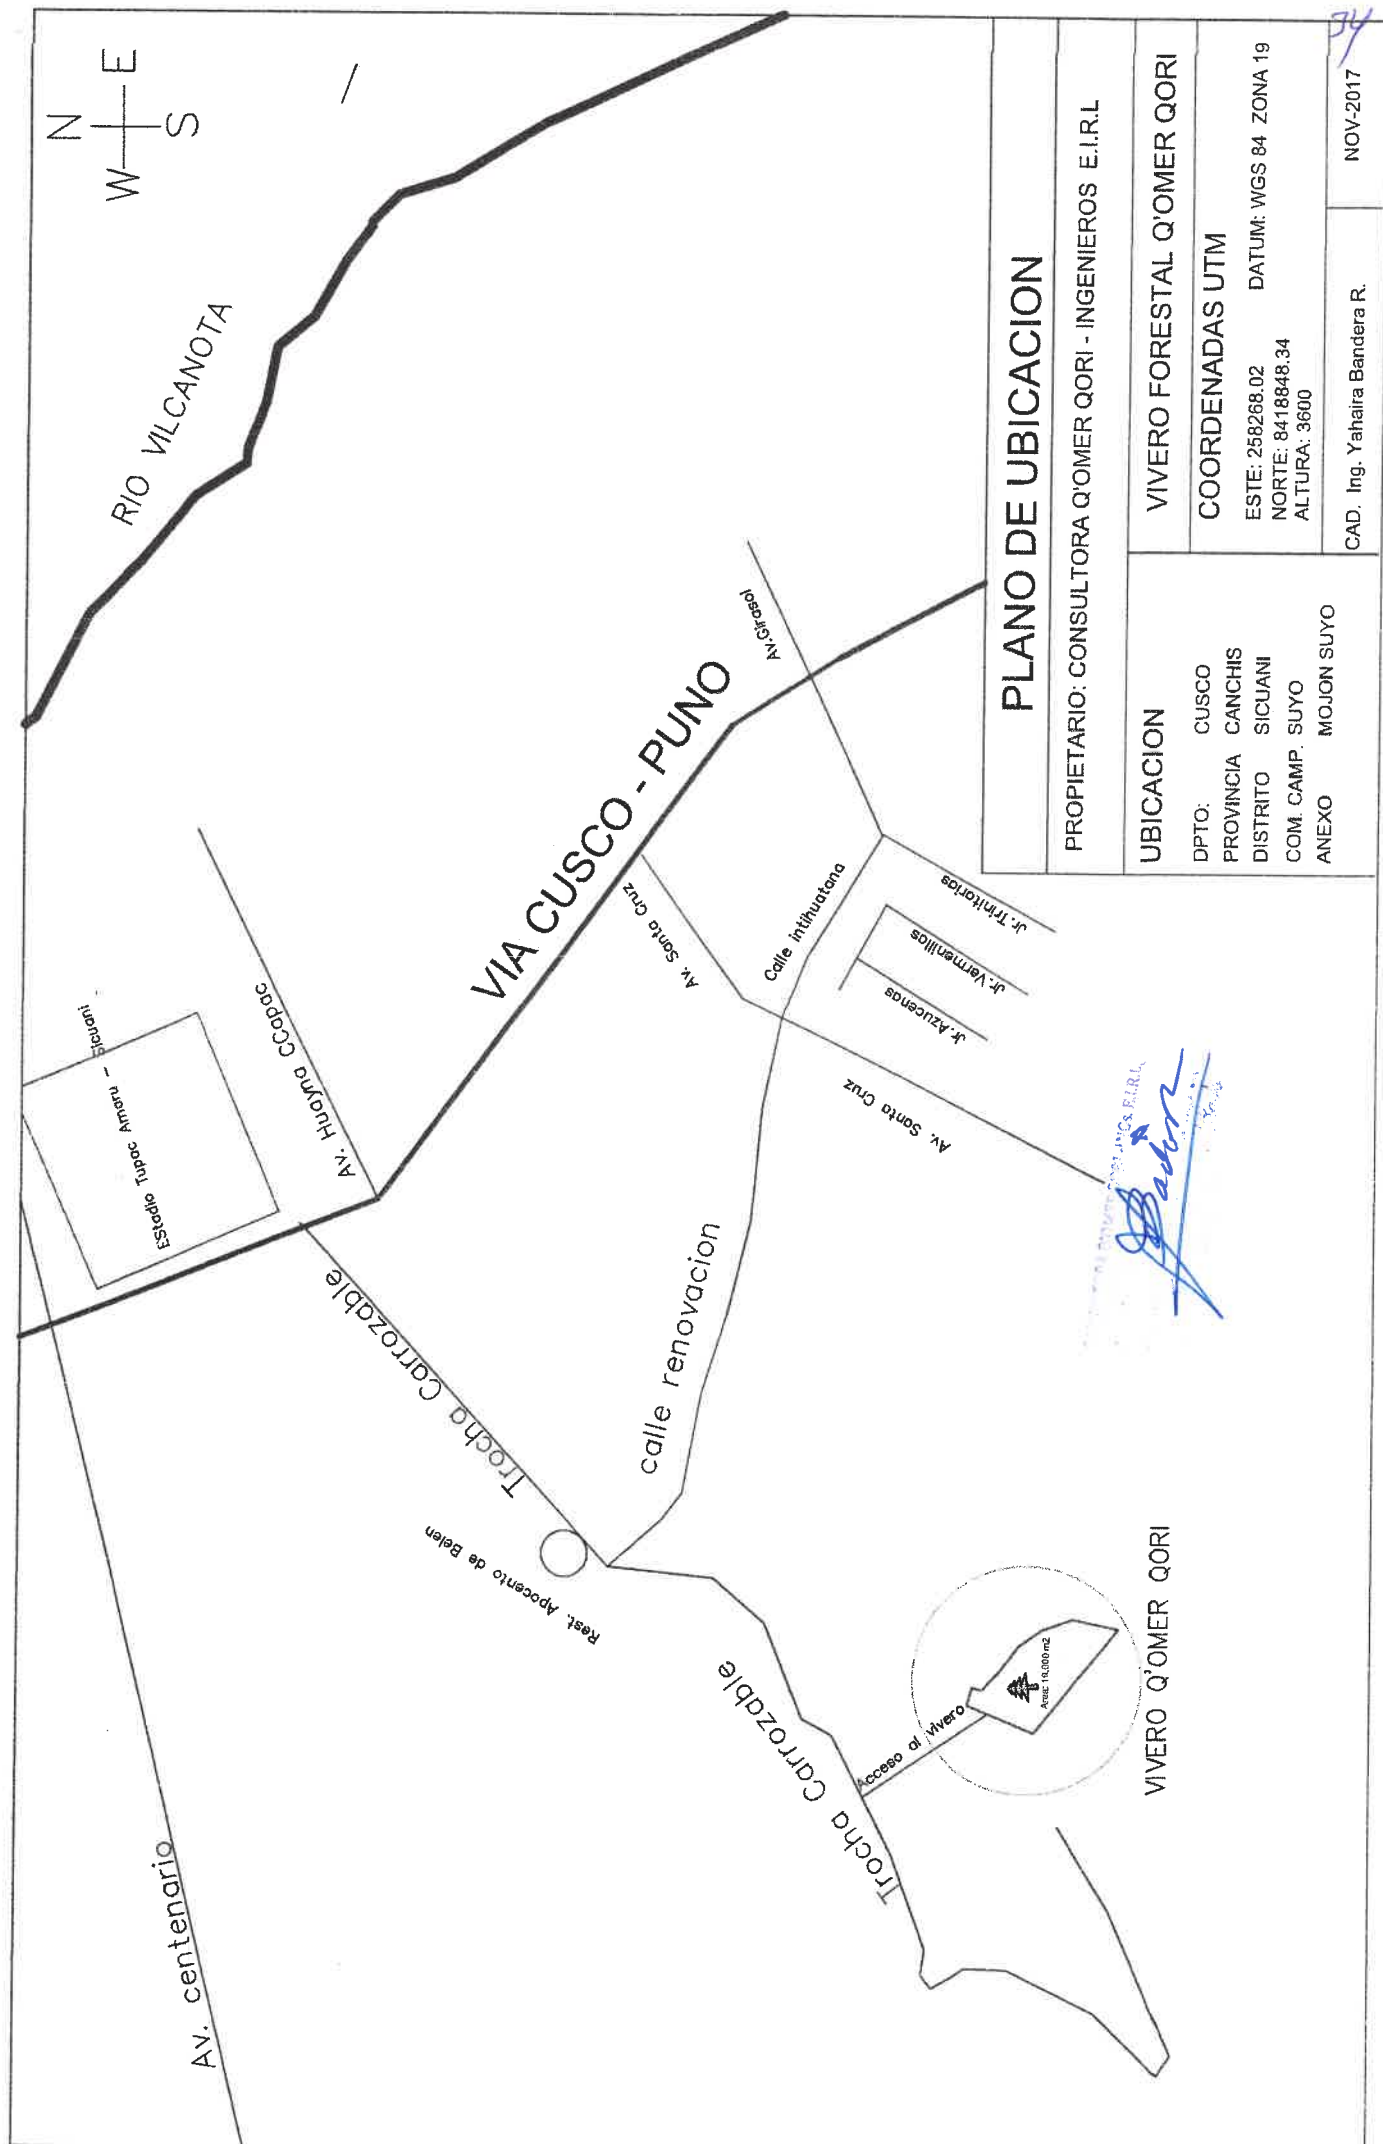 34
N
W E
S
RIO VILCANOTA
EStadio Tupac Amaru - Sicuani -
Av. Huayna CCapac
Av. centenario
VIA CUSCO - PUNO
Trocha Carrozable
Rest. Apocento de Belen
calle renovacion
Av. Santa Cruz
Calle intihuatana
Av.Girasol
Av. Santa Cruz
Jr.Azucenas
Jr.Vermenillas
Jr.Trinitarias
Trocha Carrozable
Acceso al vivero
VIVERO Q'OMER QORI
PLANO DE UBICACION
PROPIETARIO: CONSULTORA Q'OMER QORI - INGENIEROS E.I.R.L
UBICACION
DPTO: CUSCO
PROVINCIA CANCHIS
DISTRITO SICUANI
COM. CAMP. SUYO
ANEXO MOJON SUYO
VIVERO FORESTAL Q'OMER QORI
COORDENADAS UTM
ESTE: 258268.02 DATUM: WGS 84 ZONA 19
NORTE: 8418848.34
ALTURA: 3600
CAD. Ing. Yahaira Bandera R.
NOV-2017